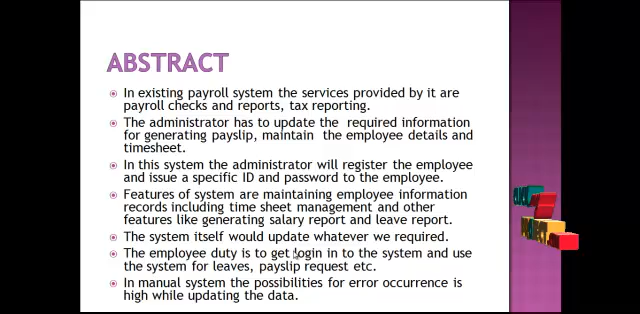 ABSTRACT
In existing payroll system the services provided by it are
payroll checks and reports, tax reporting.
The administrator has to update the required information
for generating payslip, maintain the employee details and
timesheet.
In this system the administrator will register the employee
and issue a specific ID and password to the employee.
Features of system are maintaining employee information
records including time sheet management and other
features like generating salary report and leave report.
The system itself would update whatever we required.
The employee duty is to get login in to the system and use
the system for leaves, payslip request etc.
In manual system the possibilities for error occurrence is
high while updating the data.